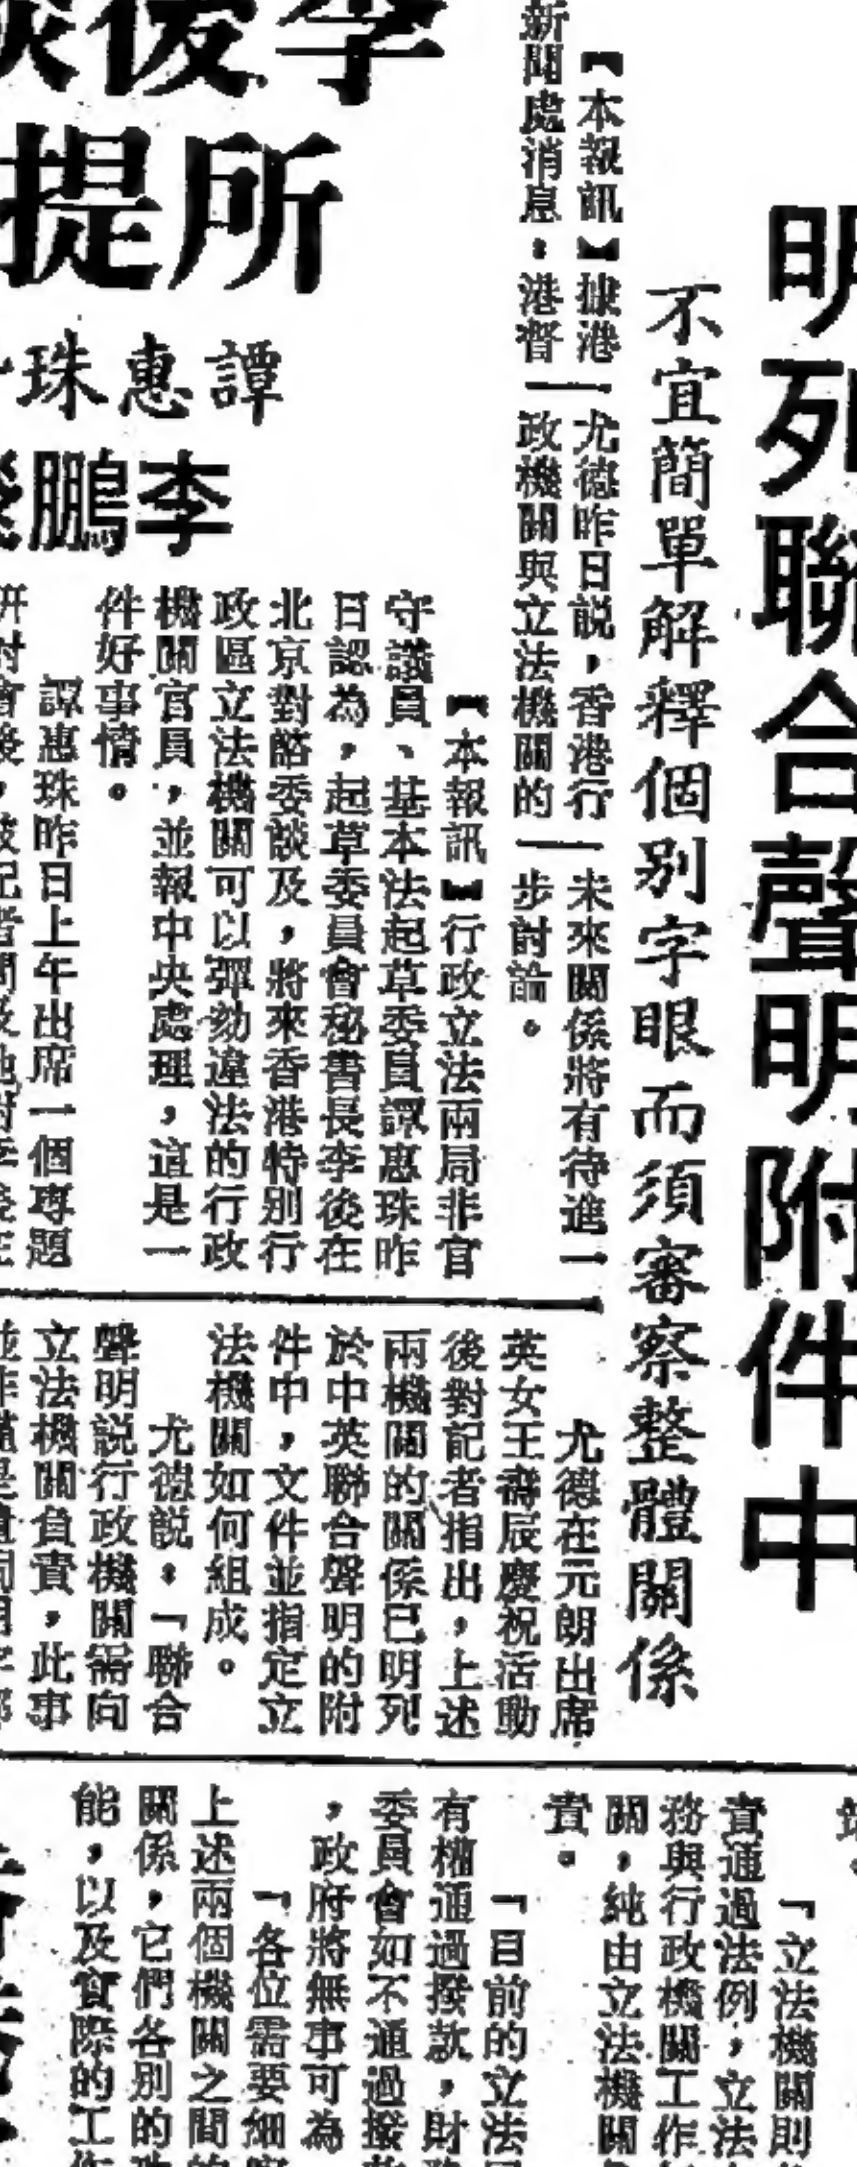 明列聯合聲明附件中
不宜簡單解釋個别字眼而須審察整體關係
【本報訊】據港
新聞處消息：港督
尤德昨日説，香港行
政機關與立法機關的
未來關係將有待進一
步討論。
尤德在元朗出席
英女王壽辰慶祝活動
後對記者指出，上述
兩機關的關係已明列
於中英聯合聲明的附
件中，文件並指定立
法機關如何組成。
尤德説：「聯合
聲明説行政機關需向
立法機關負責，此事
「立法機關則
責通過法例，立法
務與行政機關工作
關，純由立法機關
責。
「目前的立法
有權通過撥款，財
委員會如不通過撥
，政府將無事可為
「各位需要細
上述兩個機關之間
關係，它們各別的
能，以及實際的工
李後
所提
譚惠珠
李鵬
【本報訊】行政立法兩局非官
守議員、基本法起草委員譚惠珠昨
日認為，起草委員會秘書長李後在
北京對諮委談及，將來香港特別行
政區立法機關可以彈劾違法的行政
機關官員，並報中央處理，這是一
件好事情。
譚惠珠昨日上午出席一個專題